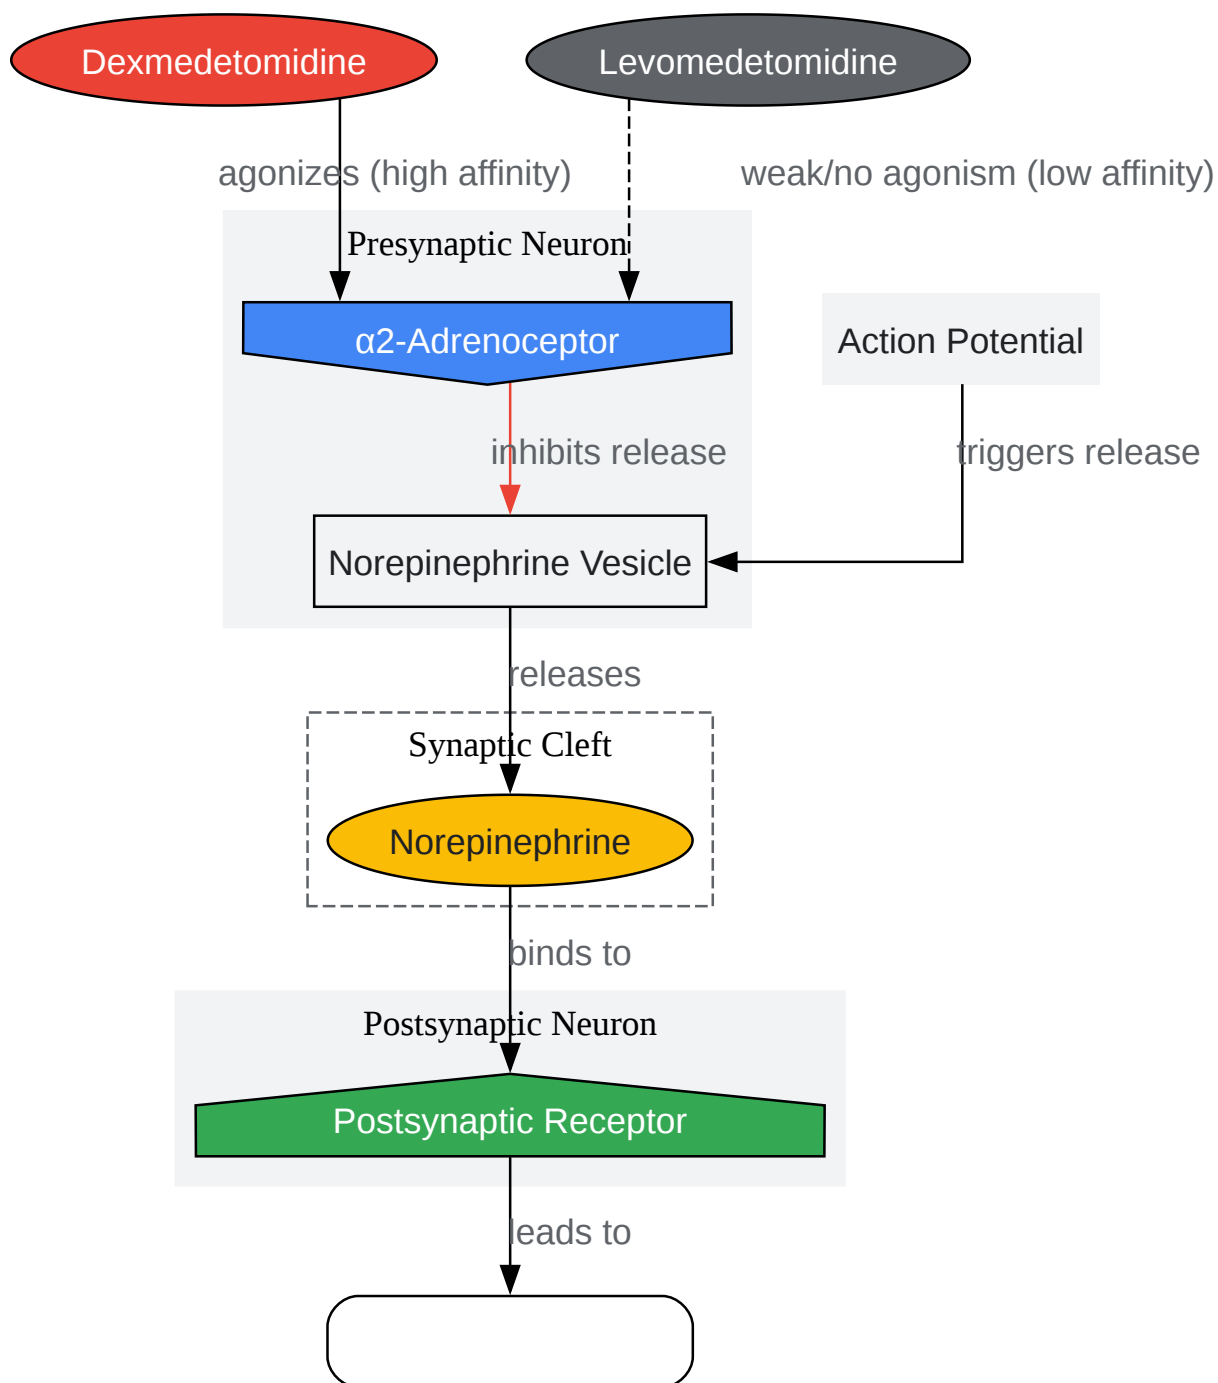 Dexmedetomidine
Levomedetomidine
agonizes (high affinity)
weak/no agonism (low affinity)
Presynaptic Neuron
α2-Adrenoceptor
Action Potential
inhibits release
triggers release
Norepinephrine Vesicle
releases
Synaptic Cleft
Norepinephrine
binds to
Postsynaptic Neuron
Postsynaptic Receptor
leads to